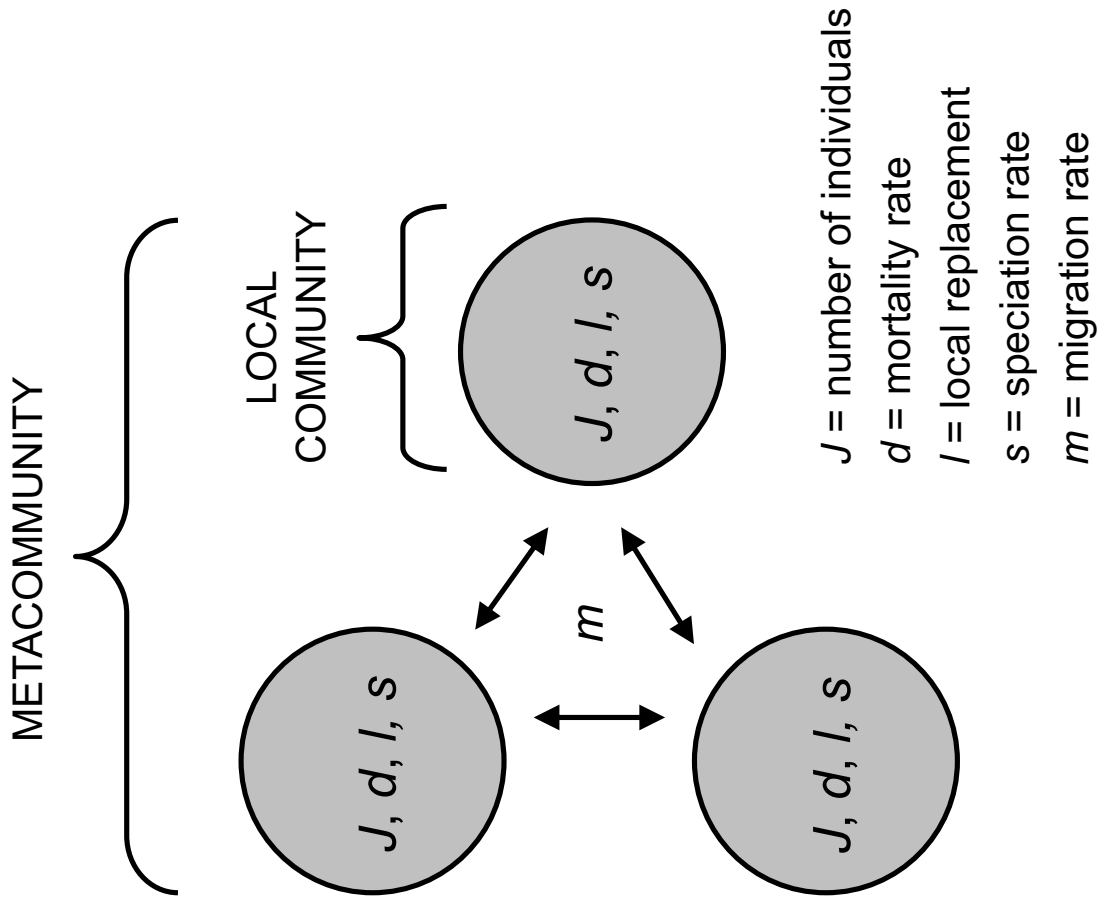 METACOMMUNITY
LOCAL
COMMUNITY
J, d, l, s
J, d, l, s
m
J, d, l, s
J = number of individuals
d = mortality rate
l = local replacement
s = speciation rate
m = migration rate